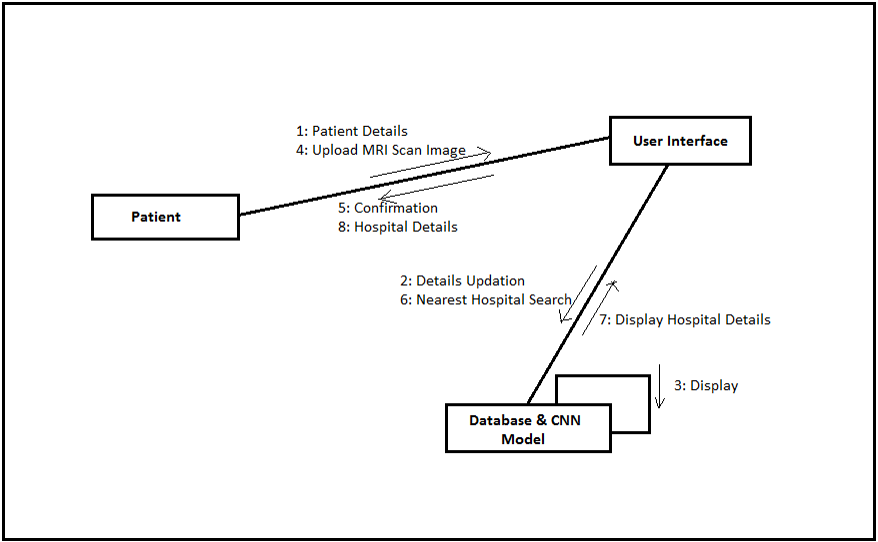 1: Patient Details
4: Upload MRI Scan Image
User Interface
Patient
5: Confirmation
8: Hospital Details
2: Details Updation
6: Nearest Hospital Search
7: Display Hospital Details
3: Display
Database & CNN
Model